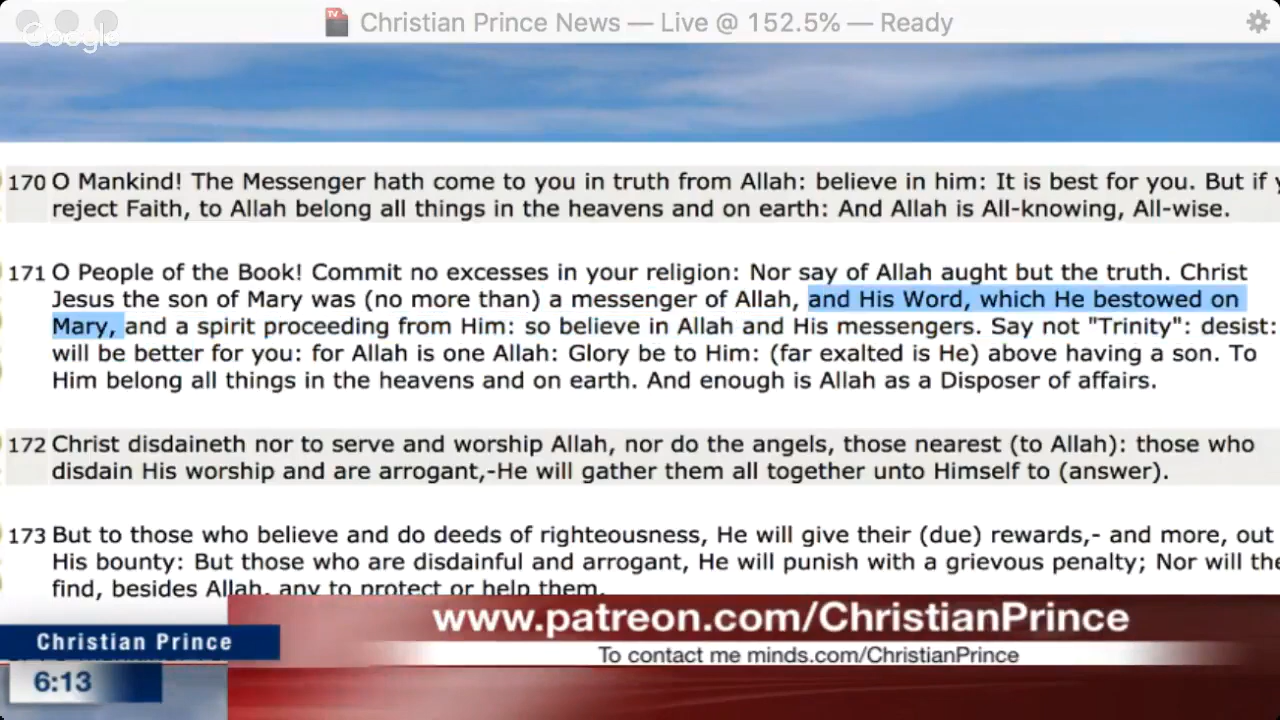 Christian Prince News — Live @ 152.5% — Ready
Google
170 O Mankind! The Messenger hath come to you in truth from Allah: believe in him: It is best for you. But if
reject Faith, to Allah belong all things in the heavens and on earth: And Allah is All-knowing, All-wise.
171 O People of the Book! Commit no excesses in your religion: Nor say of Allah aught but the truth. Christ
Jesus the son of Mary was (no more than) a messenger of Allah, and His Word, which He bestowed on
Mary, and a spirit proceeding from Him: so believe in Allah and His messengers. Say not "Trinity": desist:
will be better for you: for Allah is one Allah: Glory be to Him: (far exalted is He) above having a son. To
Him belong all things in the heavens and on earth. And enough is Allah as a Disposer of affairs.
172 Christ disdaineth nor to serve and worship Allah, nor do the angels, those nearest (to Allah): those who
disdain His worship and are arrogant,-He will gather them all together unto Himself to (answer).
173 But to those who believe and do deeds of righteousness, He will give their (due) rewards,- and more, out
His bounty: But those who are disdainful and arrogant, He will punish with a grievous penalty; Nor will
find, besides Allah, any to protect or help them.
www.patreon.com/ChristianPrince
Christian Prince
To contact me minds.com/ChristianPrince
6:13